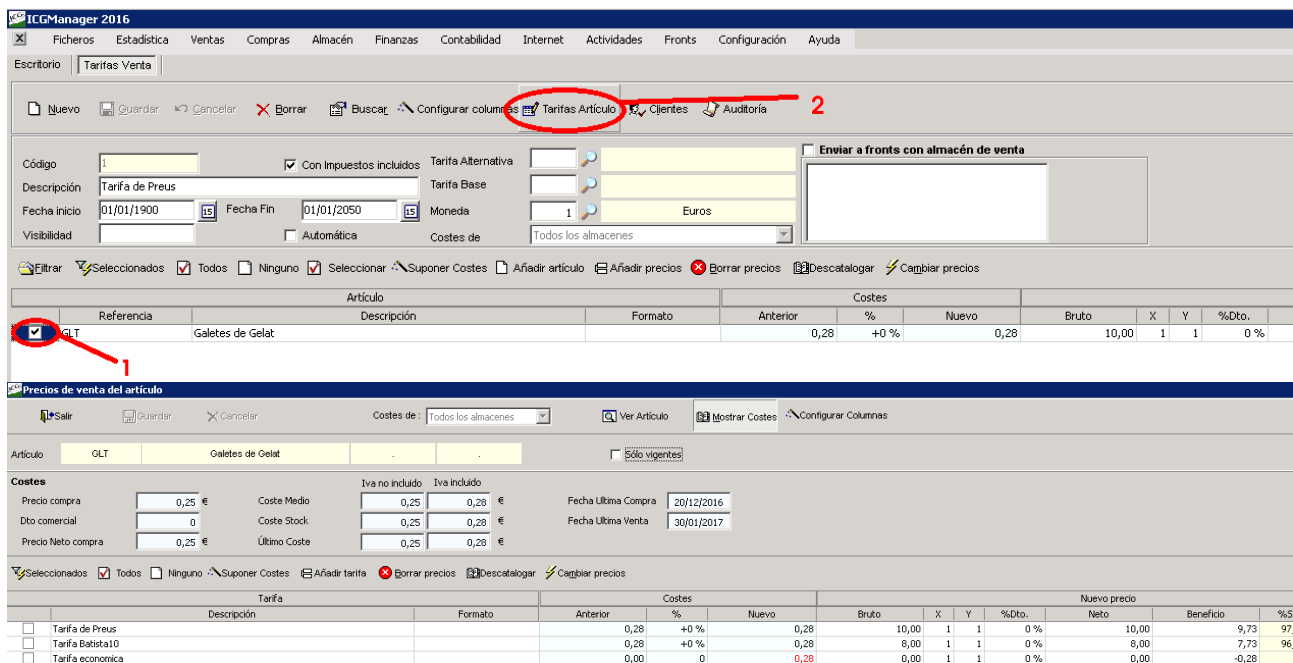 ICGManager 2016
X Ficheros Estadística Ventas Compras Almacén Finanzas Contabilidad Internet Actividades Fronts Configuración Ayuda
Escritorio Tarifas Venta
Nuevo Guardar Cancelar Borrar Buscar Configurar columnas Tarifas Artículo Clientes Auditoría 2
Código 1 Con Impuestos incluidos Tarifa Alternativa Enviar a fronts con almacén de venta
Descripción Tarifa de Preus Tarifa Base
Fecha inicio 01/01/1900 15 Fecha Fin 01/01/2050 15 Moneda 1 Euros
Visibilidad Automática Costes de Todos los almacenes
Filtrar Seleccionados Todos Ninguno Seleccionar Suponer Costes Añadir artículo Añadir precios Borrar precios Descatalogar Cambiar precios
Artículo Costes
Referencia Descripción Formato Anterior % Nuevo Bruto X Y %Dto.
GLT Galetes de Gelat 0,28 +0 % 0,28 10,00 1 1 0 %
1
Precios de venta del artículo
Salir Guardar Cancelar Costes de : Todos los almacenes Ver Artículo Mostrar Costes Configurar Columnas
Artículo GLT Galetes de Gelat . . Sólo vigentes
Costes Iva no incluido Iva incluido
Precio compra 0,25 € Coste Medio 0,25 0,28 € Fecha Ultima Compra 20/12/2016
Dto comercial 0 Coste Stock 0,25 0,28 € Fecha Ultima Venta 30/01/2017
Precio Neto compra 0,25 € Último Coste 0,25 0,28 €
Seleccionados Todos Ninguno Suponer Costes Añadir tarifa Borrar precios Descatalogar Cambiar precios
Tarifa Costes Nuevo precio
Descripción Formato Anterior % Nuevo Bruto X Y %Dto. Neto Beneficio %S
Tarifa de Preus 0,28 +0 % 0,28 10,00 1 1 0 % 10,00 9,73 97,
Tarifa Batista10 0,28 +0 % 0,28 8,00 1 1 0 % 8,00 7,73 96,
Tarifa economica 0,00 0 0,28 0,00 1 1 0 % 0,00 -0,28